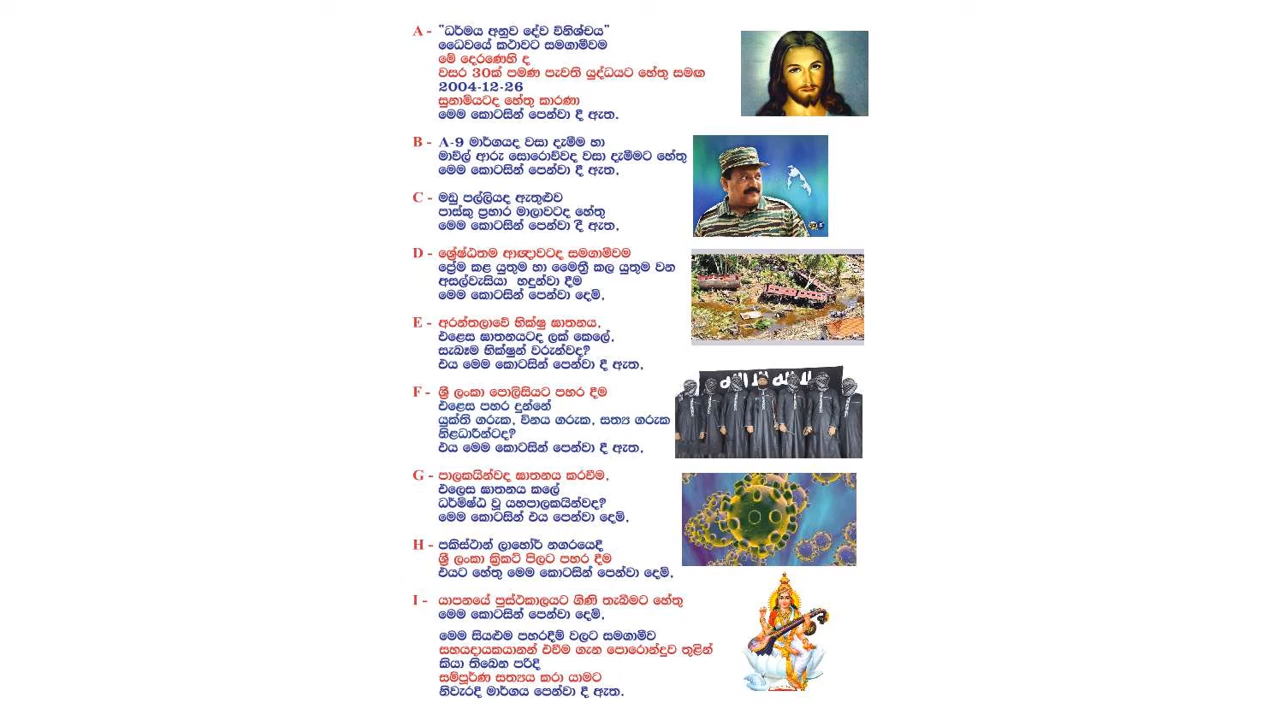 A - "ධර්මය අනුව දේව විනිශ්චය"
ධෛවයේ කථාවට සමගාමීවම
මේ දෙරණෙහි ද
වසර 30ක් පමණ පැවති යුද්ධයට හේතු සමඟ
2004-12-26
සුනාමියටද හේතු කාරණා
මෙම කොටසින් පෙන්වා දී ඇත.
B - A-9 මාර්ගයද වසා දැමීම හා
මාවිල් ආරු සොරොව්වද වසා දැමීමට හේතු
මෙම කොටසින් පෙන්වා දී ඇත,
C - මඩු පල්ලියද ඇතුළුව
පාස්කු ප්‍රහාර මාලාවටද හේතු
මෙම කොටසින් පෙන්වා දී ඇත,
D - ශ්‍රේෂ්ඨතම ආඥාවටද සමගාමීවම
ප්‍රේම කළ යුතුම හා මෛත්‍රී කල යුතුම වන
අසල්වැසියා හඳුන්වා දීම
මෙම කොටසින් පෙන්වා දෙමි,
E - අරන්තලාවේ භික්ෂු ඝාතනය,
එළෙස ඝාතනයටද ලක් කෙලේ,
සැබෑම භික්ෂුන් වරුන්වද?
එය මෙම කොටසින් පෙන්වා දී ඇත,
F - ශ්‍රී ලංකා පොලිසියට පහර දීම
එළෙස පහර දුන්නේ
යුක්ති ගරුක, විනය ගරුක, සත්‍ය ගරුක
නිළධාරීන්ටද?
එය මෙම කොටසින් පෙන්වා දී ඇත,
G - පාලකයින්වද ඝාතනය කරවීම,
එලෙස ඝාතනය කලේ
ධර්මිෂ්ඨ වූ යහපාලකයින්වද?
මෙම කොටසින් එය පෙන්වා දෙමි,
H - පකිස්ථාන් ලාහෝර් නගරයෙදී
ශ්‍රී ලංකා ක්‍රිකට් පිලට පහර දීම
එයට හේතු මෙම කොටසින් පෙන්වා දෙමි,
I - යාපනයේ පුස්ථකාලයට ගිණි තැබීමට හේතු
මෙම කොටසින් පෙන්වා දෙමි,
මෙම සියළුම පහරදීම් වලට සමගාමීව
සහයදායකයානන් එවීම ගැන පොරොන්දුව තුළින්
කියා තිබෙන පරිදි
සම්පූර්ණ සත්‍යය කරා යාමට
නිවැරදි මාර්ගය පෙන්වා දී ඇත.